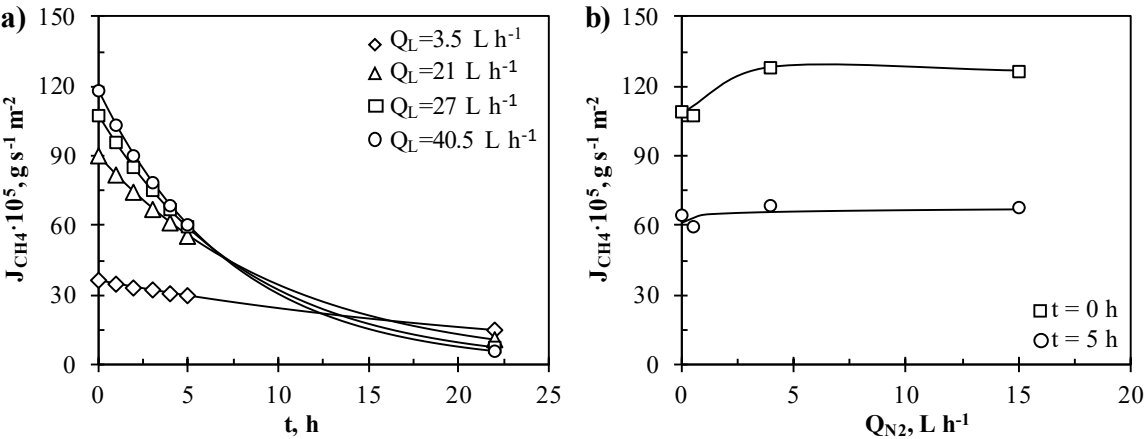 a)
J_CH4·10^5, g s^-1 m^-2
150
120
90
60
30
0
Q_L=3.5 L h^-1
Q_L=21 L h^-1
Q_L=27 L h^-1
Q_L=40.5 L h^-1
0 5 10 15 20 25
t, h
b)
J_CH4·10^5, g s^-1 m^-2
150
120
90
60
30
0
t = 0 h
t = 5 h
0 5 10 15 20
Q_N2, L h^-1